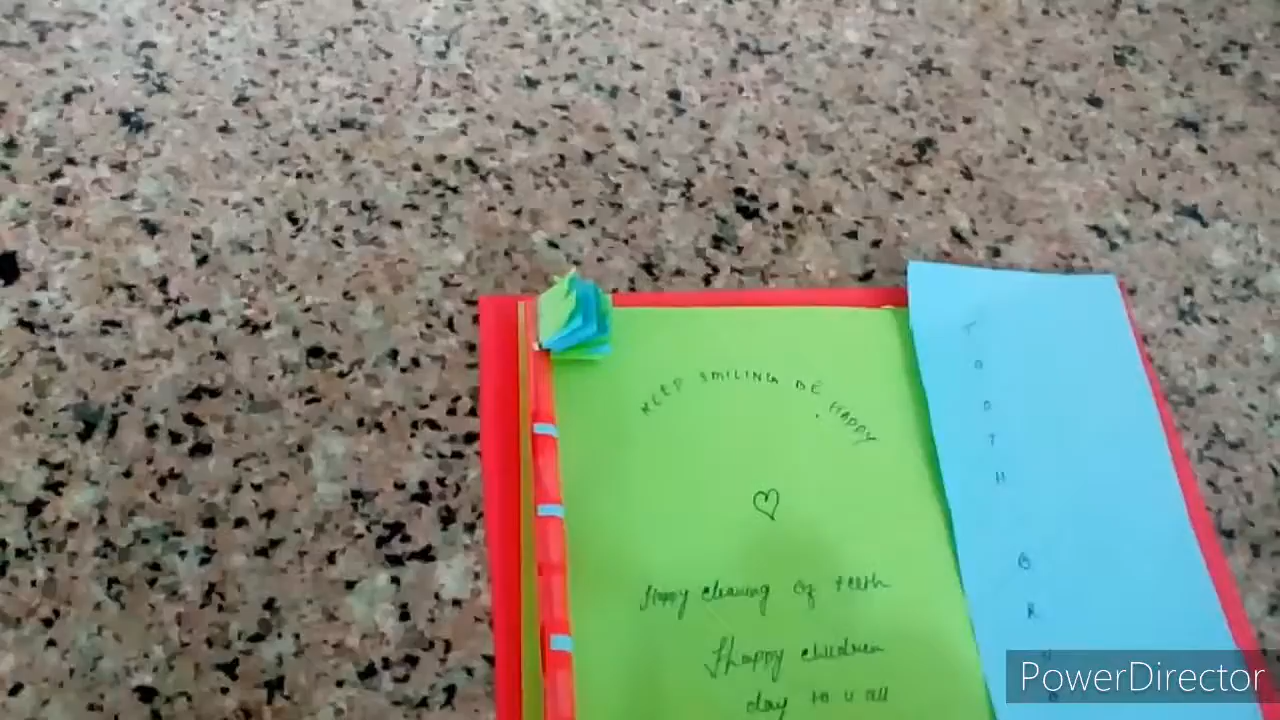 KEEP SMILING BE HAPPY
Happy cleaning of teeth
Happy children
day to u all
T
O
O
T
H
B
R
U
PowerDirector